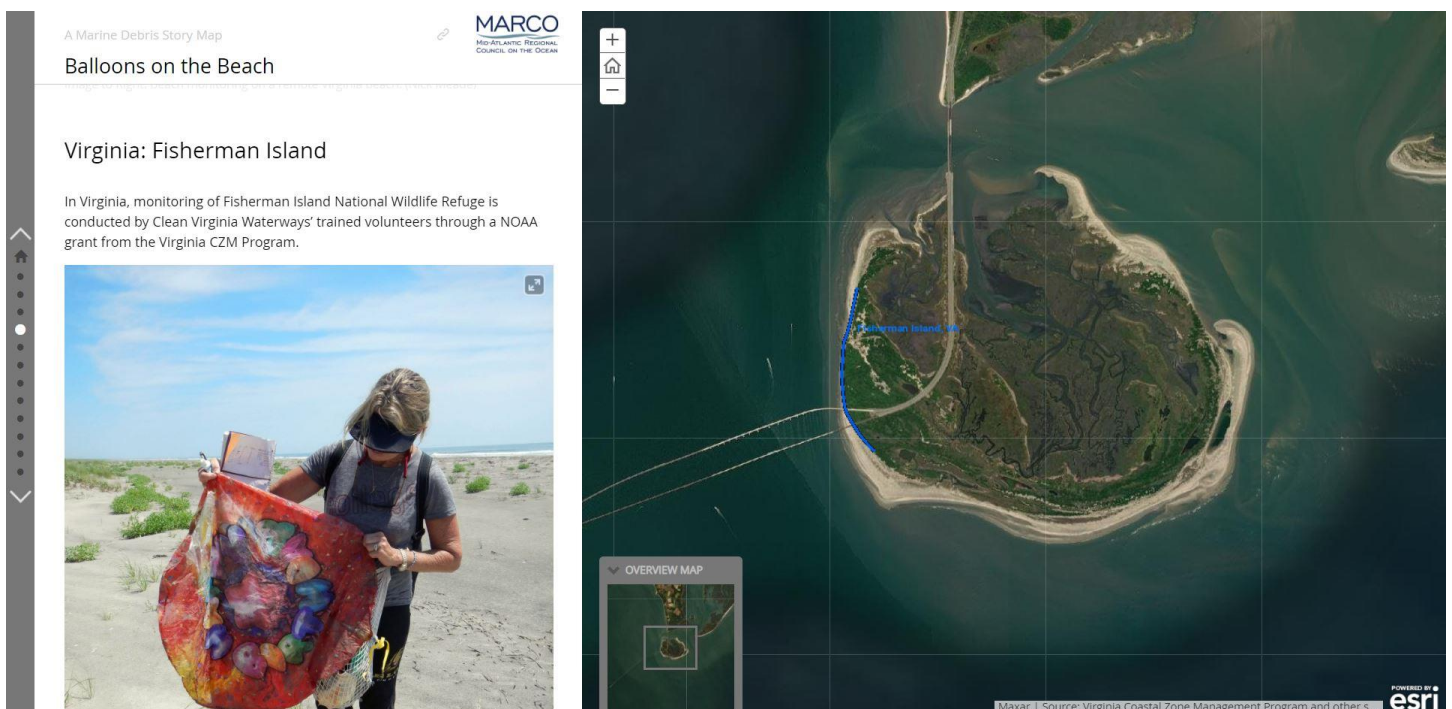 A Marine Debris Story Map
MARCO
MID-ATLANTIC REGIONAL
COUNCIL ON THE OCEAN
Balloons on the Beach
Virginia: Fisherman Island
In Virginia, monitoring of Fisherman Island National Wildlife Refuge is
conducted by Clean Virginia Waterways’ trained volunteers through a NOAA
grant from the Virginia CZM Program.
Fisherman Island, VA
OVERVIEW MAP
POWERED BY
esri
Maxar | Source: Virginia Coastal Zone Management Program and other s...